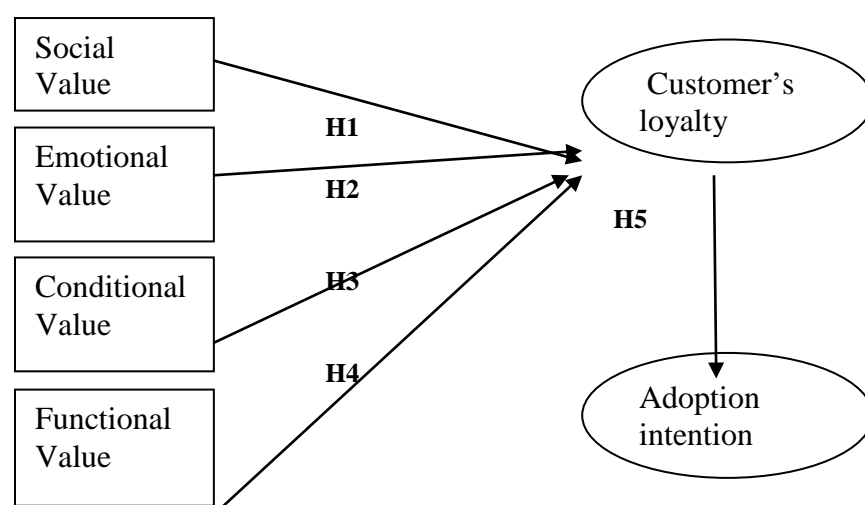 Social
Value
Customer’s
loyalty
H1
Emotional
Value
H2
H5
Conditional
Value
H3
H4
Functional
Value
Adoption
intention